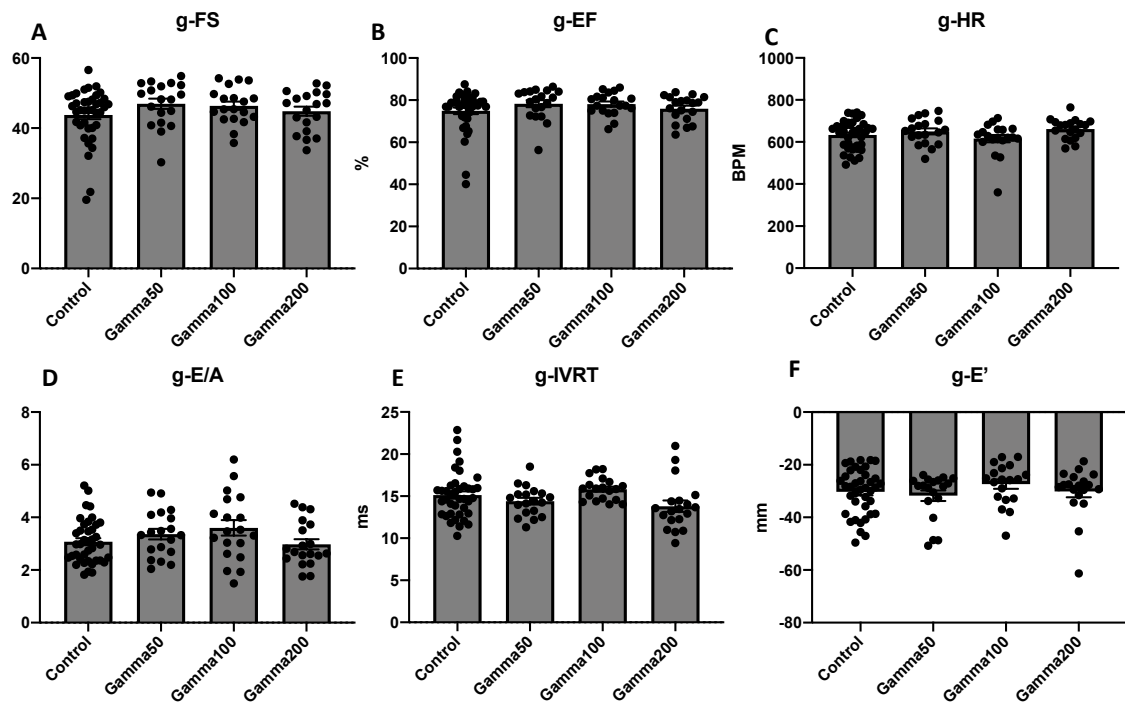 A
g-FS
60
40
20
0
Control
Gamma50
Gamma100
Gamma200
B
g-EF
%
100
80
60
40
20
0
Control
Gamma50
Gamma100
Gamma200
C
g-HR
BPM
1000
800
600
400
200
0
Control
Gamma50
Gamma100
Gamma200
D
g-E/A
8
6
4
2
0
Control
Gamma50
Gamma100
Gamma200
E
g-IVRT
ms
25
20
15
10
5
0
Control
Gamma50
Gamma100
Gamma200
F
g-E’
mm
0
-20
-40
-60
-80
Control
Gamma50
Gamma100
Gamma200